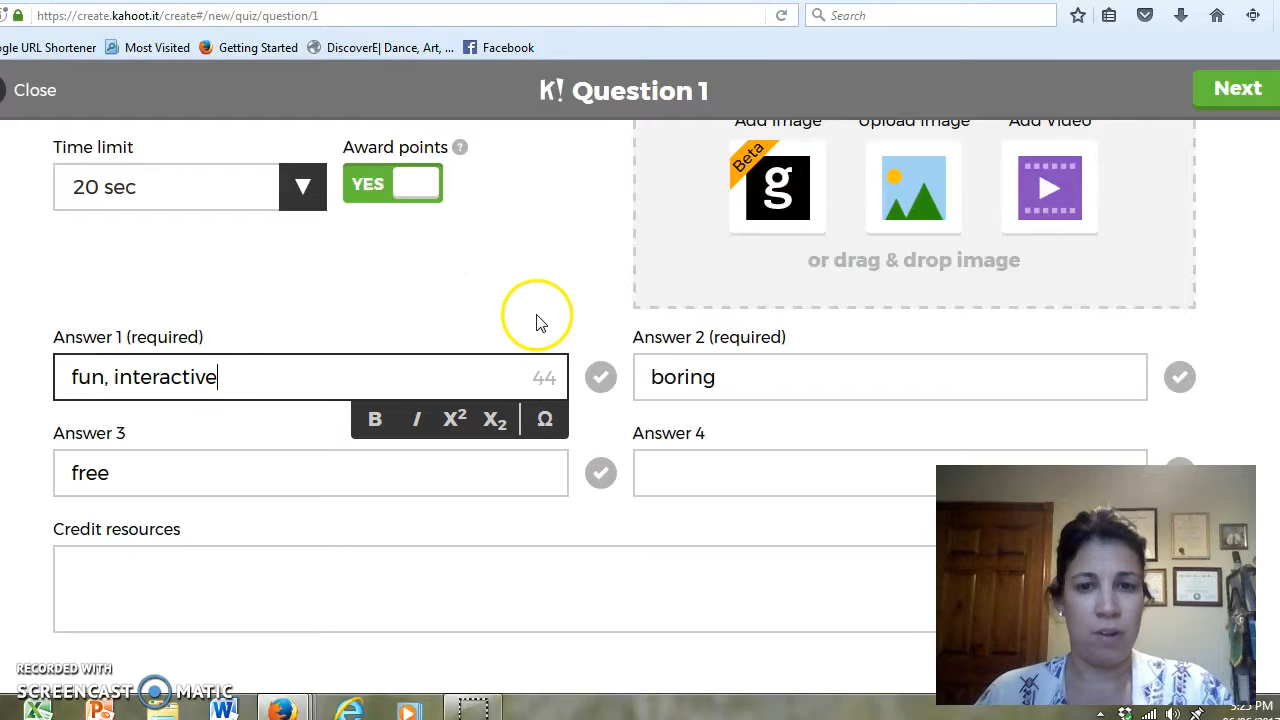 https://create.kahoot.it/create#/new/quiz/question/1
Search
gle URL Shortener
Most Visited
Getting Started
DiscoverE| Dance, Art, ...
Facebook
Close
K! Question 1
Next
Time limit
Award points ?
Add Image
Upload Image
Add Video
20 sec
YES
Beta
g
or drag & drop image
Answer 1 (required)
Answer 2 (required)
fun, interactive 44
boring
B I X² X₂ Ω
Answer 3
Answer 4
free
Credit resources
RECORDED WITH
SCREENCAST MATIC